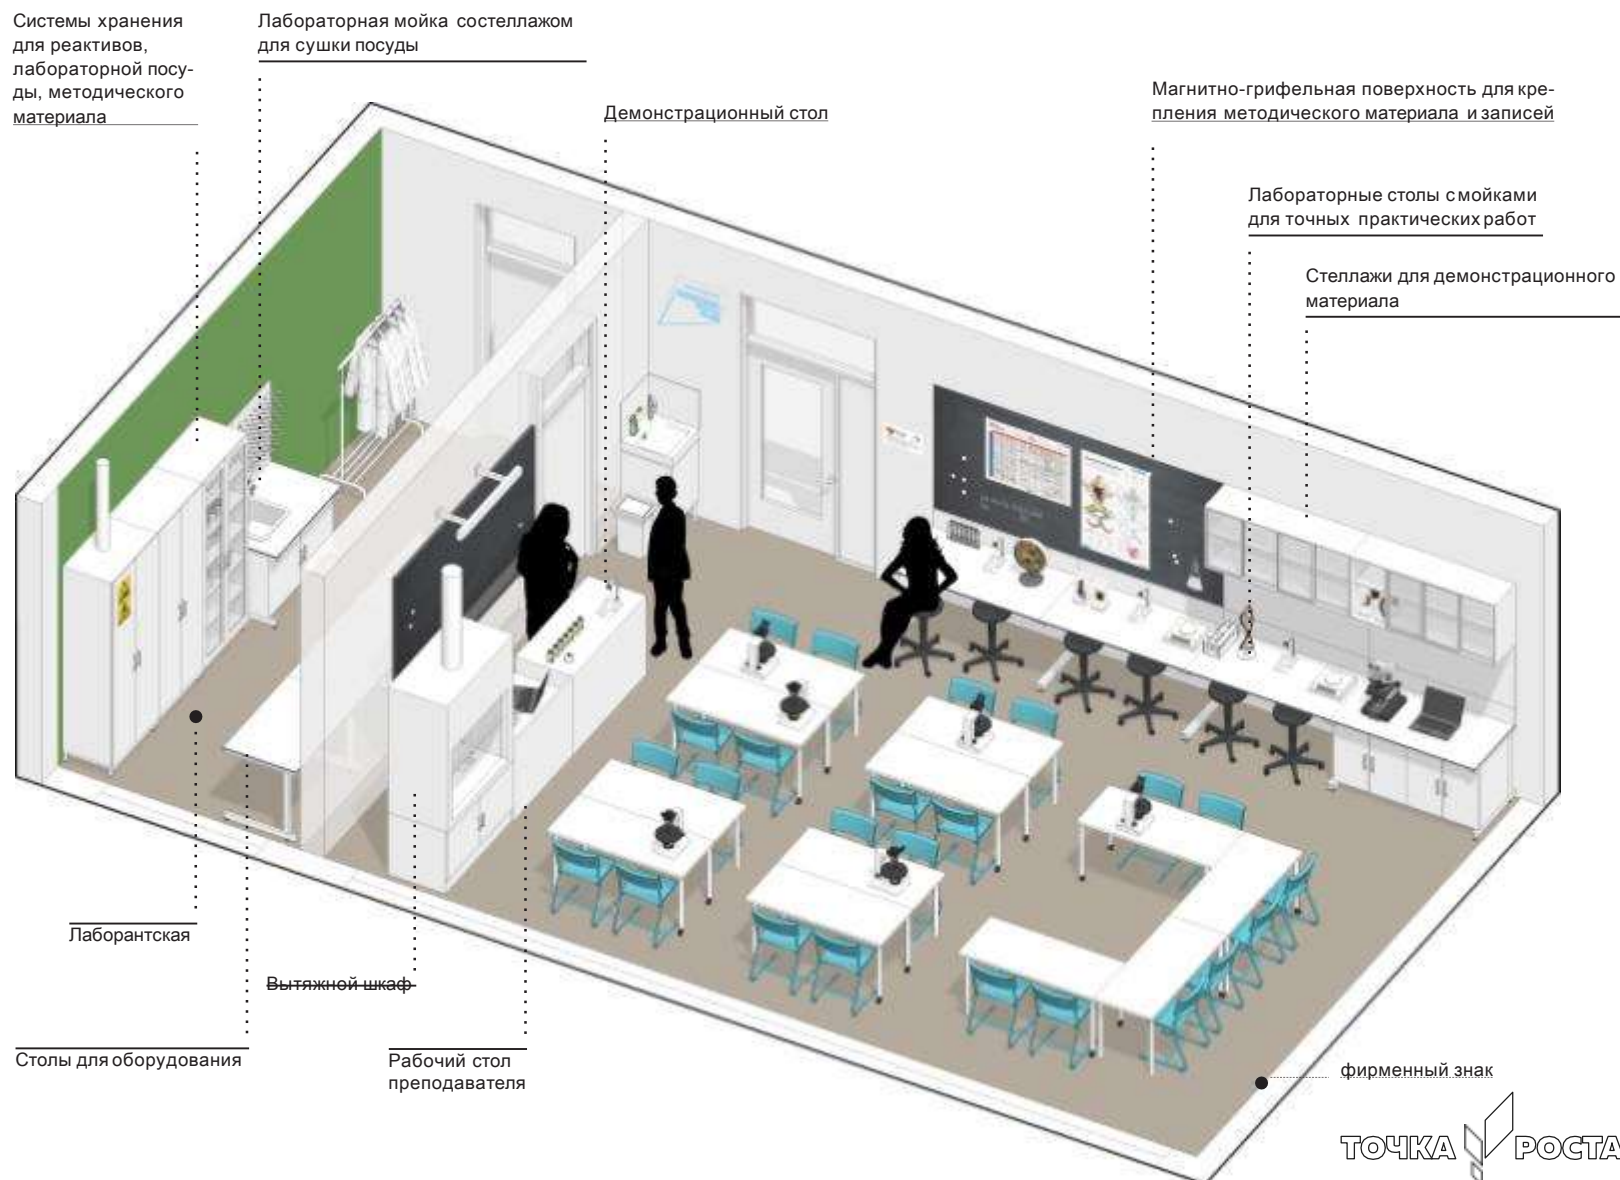 Системы хранения
для реактивов,
лабораторной посу-
ды, методического
материала
Лабораторная мойка состеллажом
для сушки посуды
Демонстрационный стол
Магнитно-грифельная поверхность для кре-
пления методического материала и записей
Лабораторные столы с мойками
для точных практических работ
Стеллажи для демонстрационного
материала
Лаборантская
Вытяжной шкаф
Столы для оборудования
Рабочий стол
преподавателя
фирменный знак
ТОЧКА РОСТА